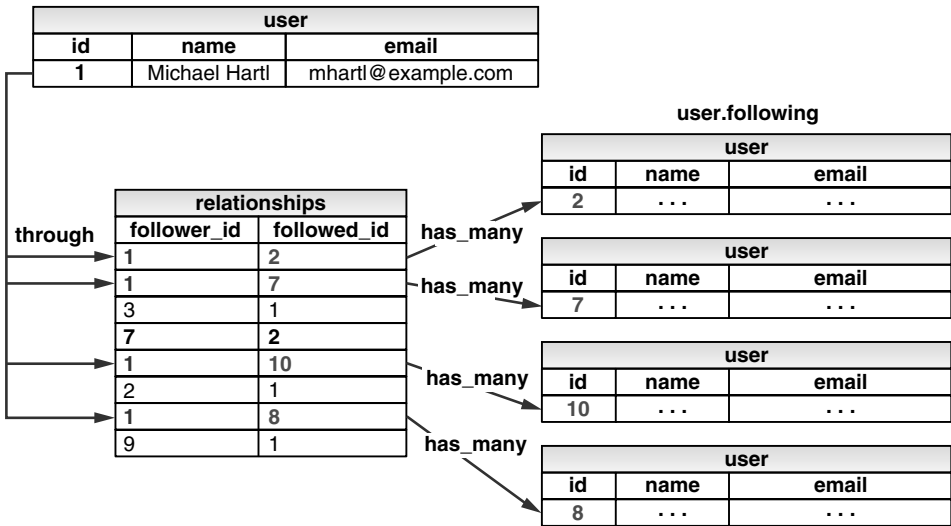 user
id name email
1 Michael Hartl mhartl@example.com
user.following
user
id name email
2 . . . . . .
relationships
follower_id followed_id
through
has_many
1 2
1 7
3 1
7 2
1 10
2 1
1 8
9 1
has_many
user
id name email
7 . . . . . .
has_many
user
id name email
10 . . . . . .
has_many
user
id name email
8 . . . . . .